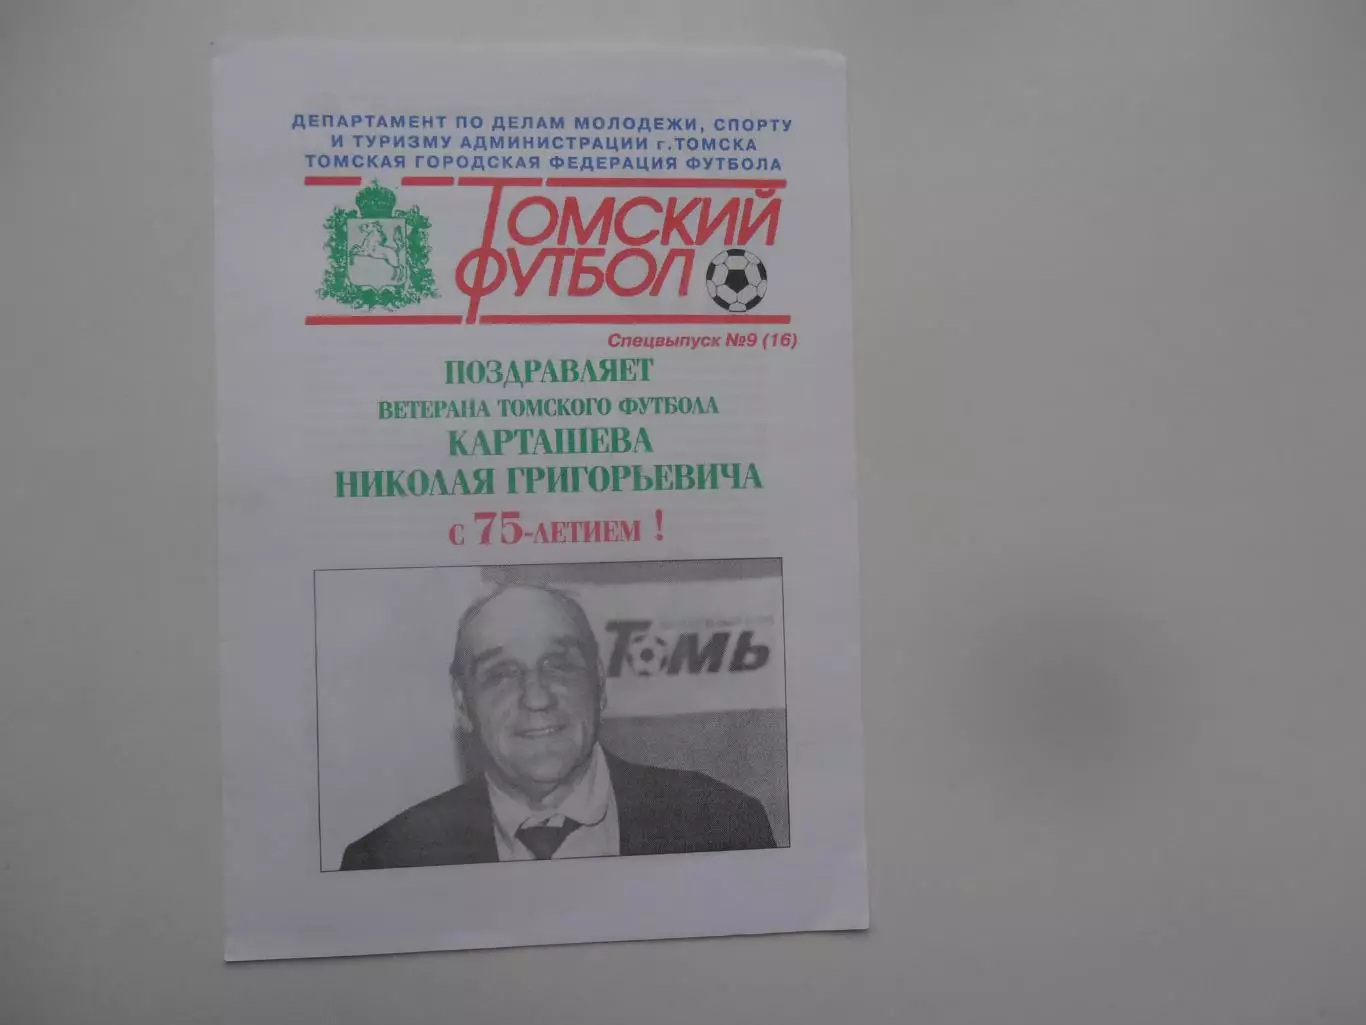 ДЕПАРТАМЕНТ ПО ДЕЛАМ МОЛОДЕЖИ, СПОРТУ
И ТУРИЗМУ АДМИНИСТРАЦИИ г.ТОМСКА
ТОМСКАЯ ГОРОДСКАЯ ФЕДЕРАЦИЯ ФУТБОЛА
ТОМСКИЙ
ФУТБОЛ
Спецвыпуск №9 (16)
ПОЗДРАВЛЯЕТ
ВЕТЕРАНА ТОМСКОГО ФУТБОЛА
КАРТАШЕВА
НИКОЛАЯ ГРИГОРЬЕВИЧА
С 75-ЛЕТИЕМ !
Томь